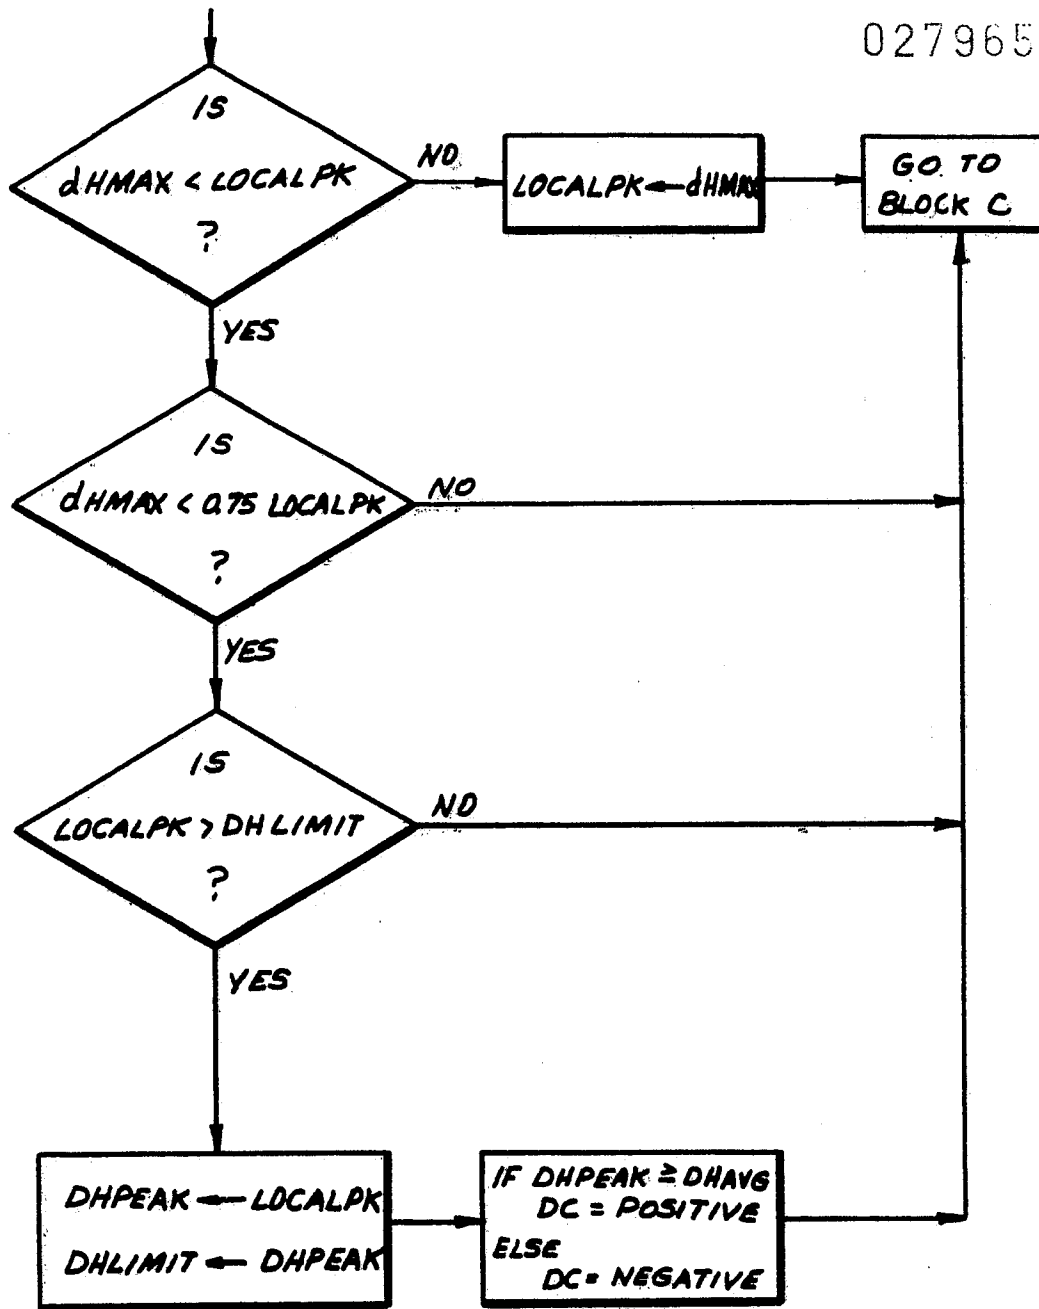 027965
IS
dHMAX < LOCALPK
?
NO
LOCALPK ← dHMAX
GO TO
BLOCK C
YES
IS
dHMAX < 0.75 LOCALPK
?
NO
YES
IS
LOCALPK > DHLIMIT
?
NO
YES
DHPEAK ← LOCALPK
DHLIMIT ← DHPEAK
IF DHPEAK ≥ DHAVG
DC = POSITIVE
ELSE
DC = NEGATIVE